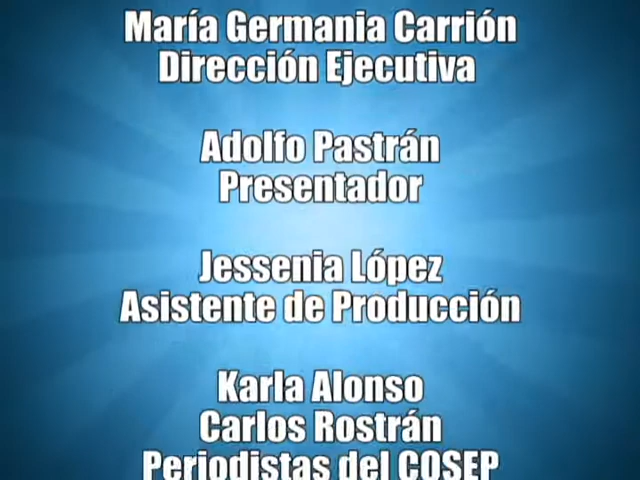 María Germania Carrión
Dirección Ejecutiva
Adolfo Pastrán
Presentador
Jessenia López
Asistente de Producción
Karla Alonso
Carlos Rostrán
Periodistas del COSEP